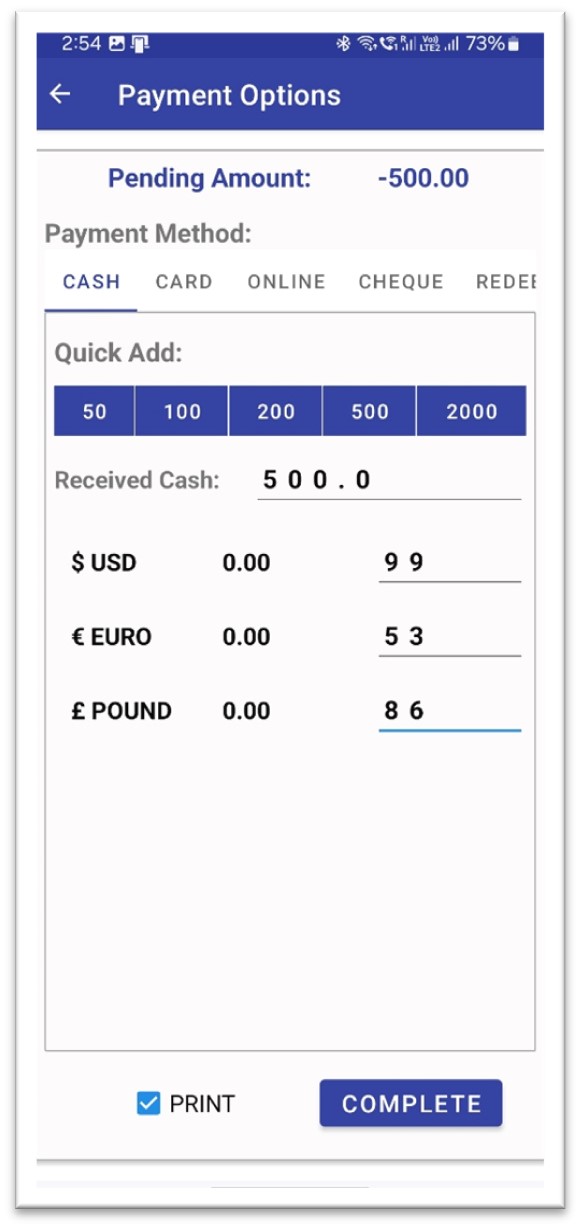 2:54 73%
Payment Options
Pending Amount: -500.00
Payment Method:
CASH CARD ONLINE CHEQUE
Quick Add:
50 100 200 500 2000
Received Cash: 500.0
$ USD 0.00 99
€ EURO 0.00 53
£ POUND 0.00 86
PRINT COMPLETE